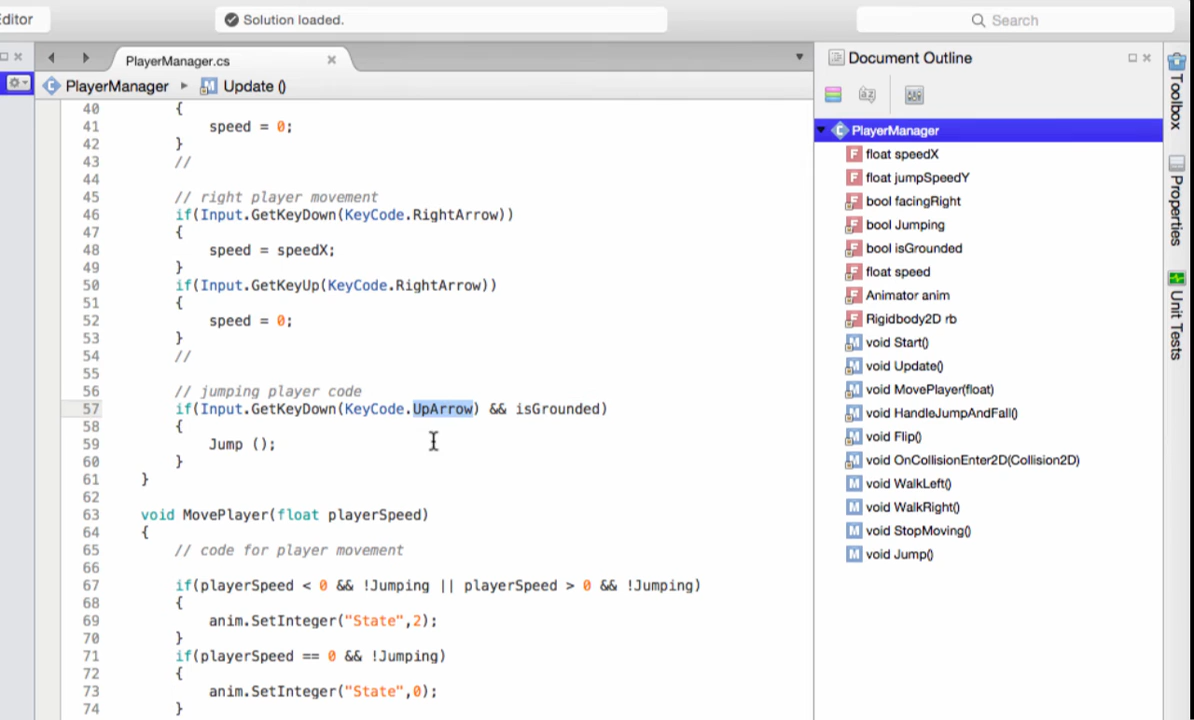 ditor
Solution loaded.
Search
PlayerManager.cs
PlayerManager ▸ Update ()
40 {
41 speed = 0;
42 }
43 //
44
45 // right player movement
46 if(Input.GetKeyDown(KeyCode.RightArrow))
47 {
48 speed = speedX;
49 }
50 if(Input.GetKeyUp(KeyCode.RightArrow))
51 {
52 speed = 0;
53 }
54 //
55
56 // jumping player code
57 if(Input.GetKeyDown(KeyCode.UpArrow) && isGrounded)
58 {
59 Jump ();
60 }
61 }
62
63 void MovePlayer(float playerSpeed)
64 {
65 // code for player movement
66
67 if(playerSpeed < 0 && !Jumping || playerSpeed > 0 && !Jumping)
68 {
69 anim.SetInteger("State",2);
70 }
71 if(playerSpeed == 0 && !Jumping)
72 {
73 anim.SetInteger("State",0);
74 }
Document Outline
PlayerManager
float speedX
float jumpSpeedY
bool facingRight
bool Jumping
bool isGrounded
float speed
Animator anim
Rigidbody2D rb
void Start()
void Update()
void MovePlayer(float)
void HandleJumpAndFall()
void Flip()
void OnCollisionEnter2D(Collision2D)
void WalkLeft()
void WalkRight()
void StopMoving()
void Jump()
Toolbox
Properties
Unit Tests